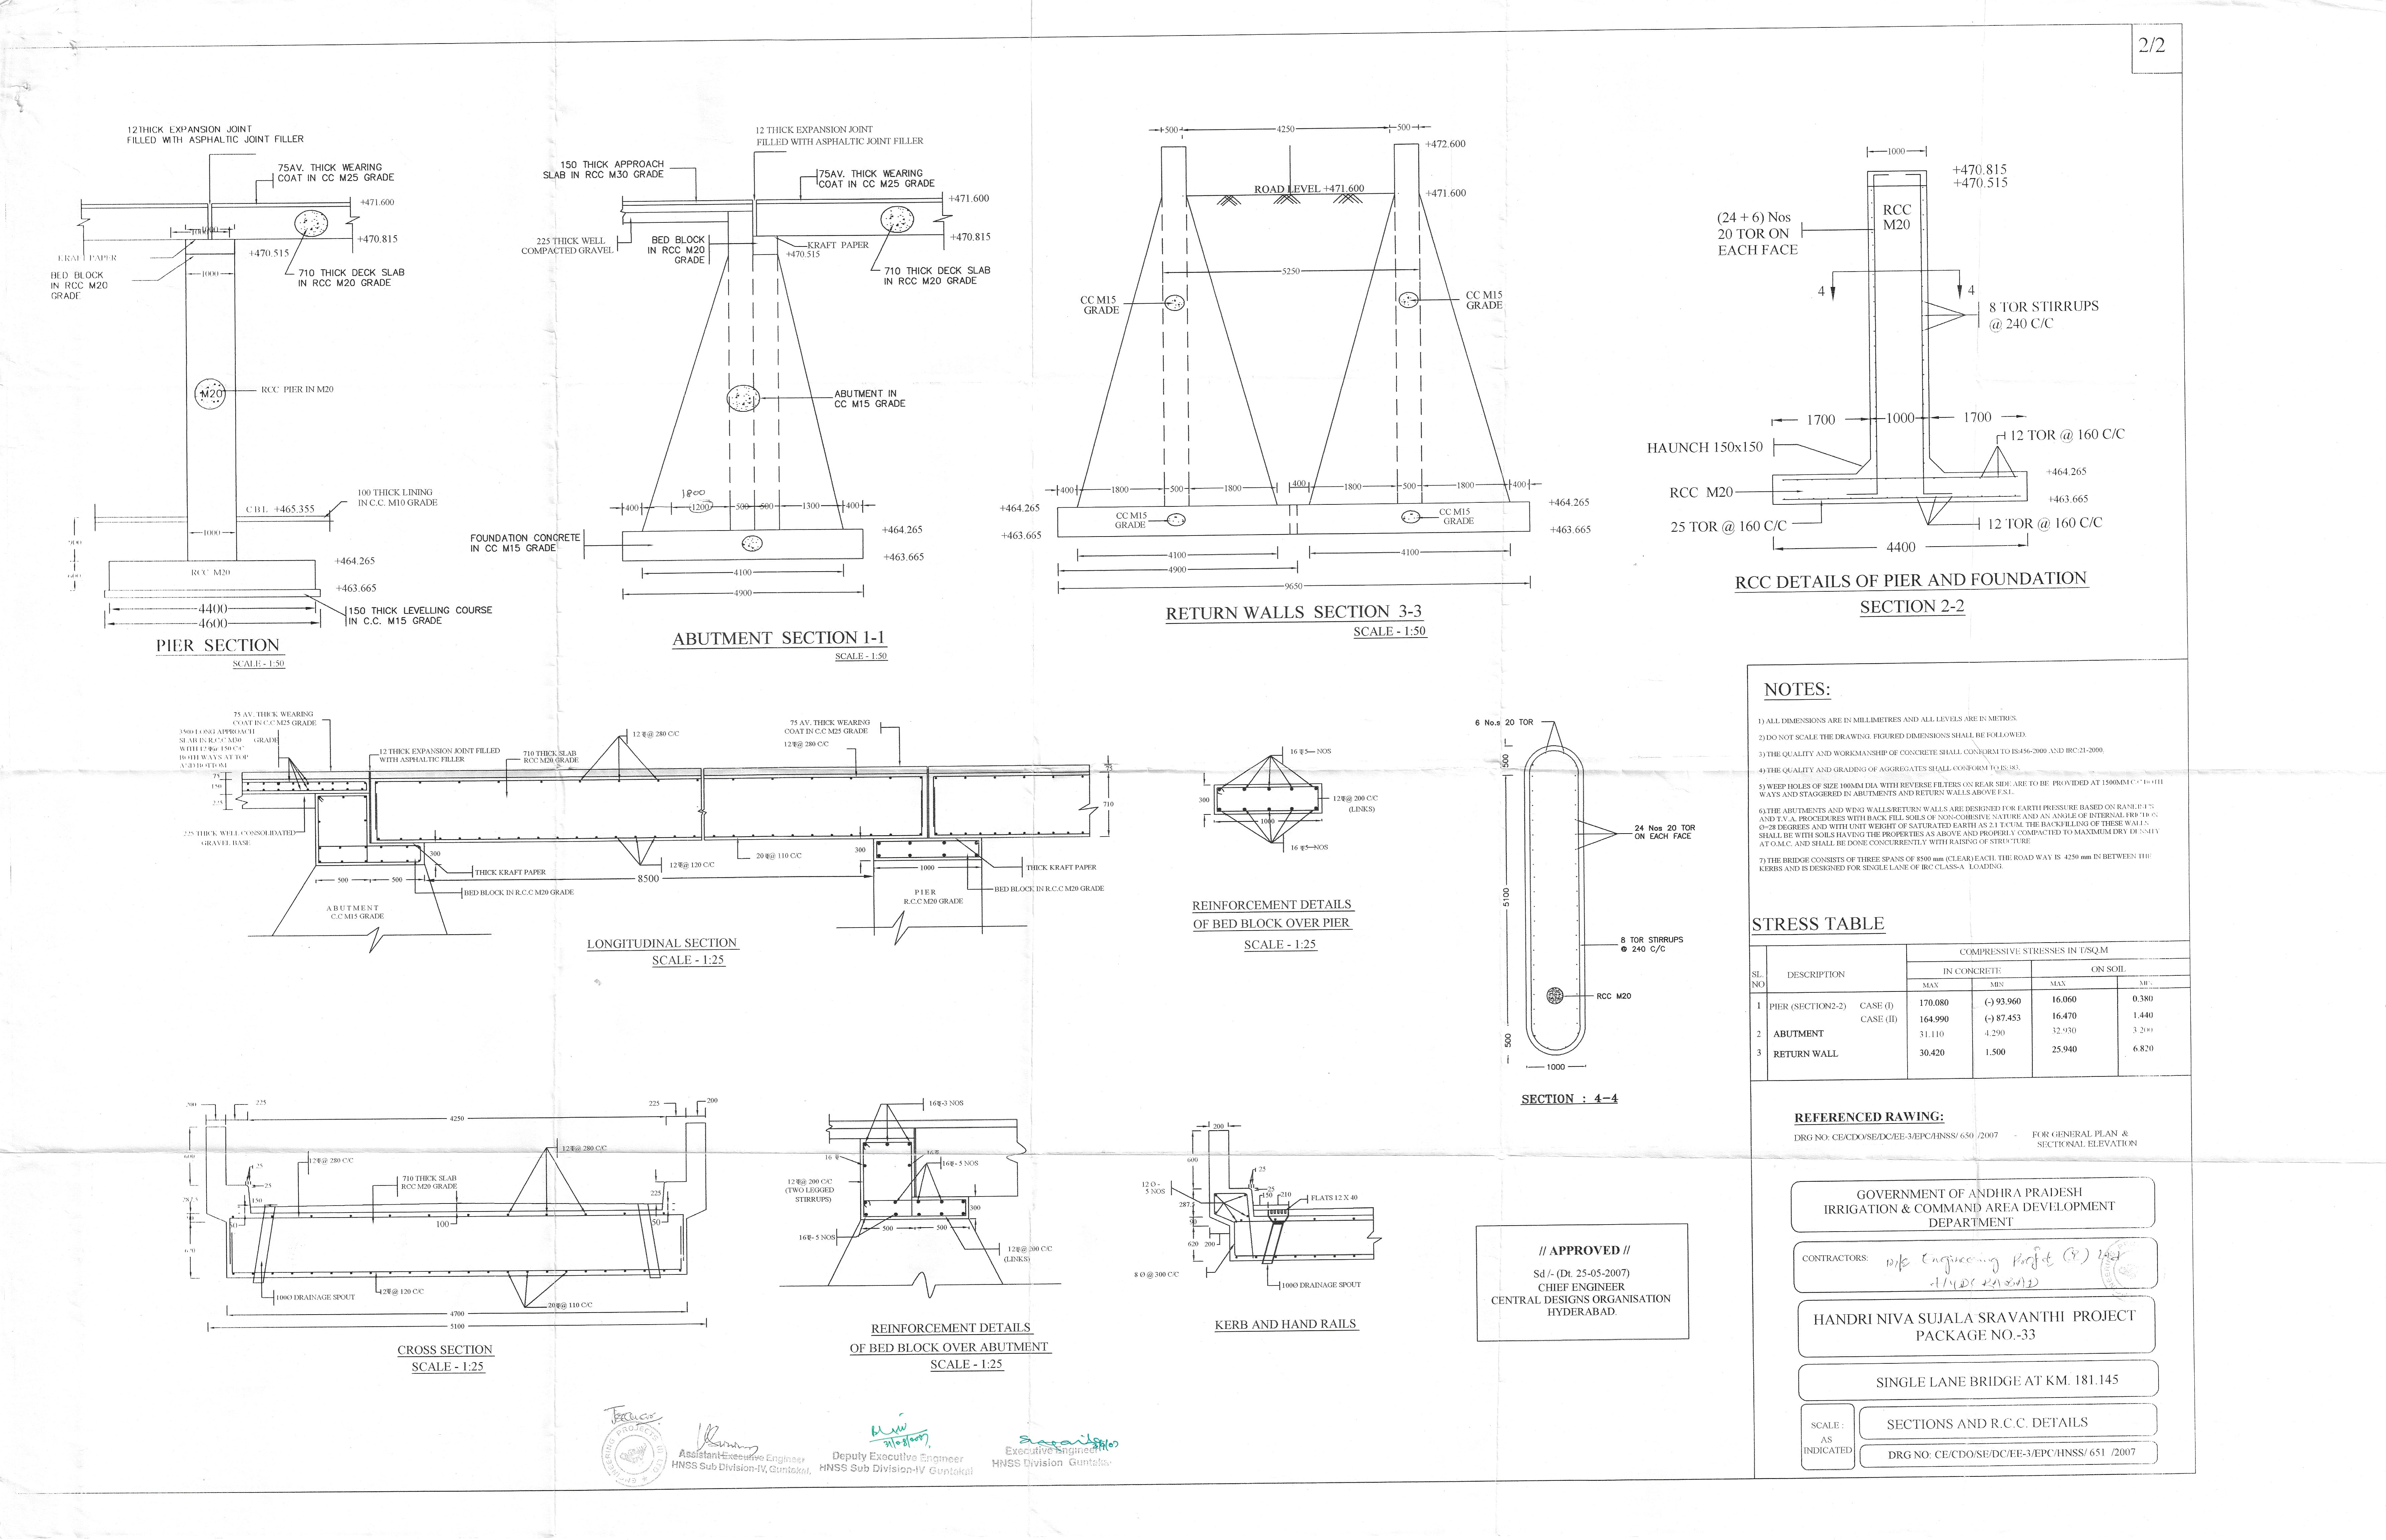 2/2
12THICK EXPANSION JOINT
FILLED WITH ASPHALTIC JOINT FILLER
75AV. THICK WEARING
COAT IN CC M25 GRADE
+471.600
+470.815
+470.515
KRAFT PAPER
BED BLOCK
IN RCC M20
GRADE
1000
710 THICK DECK SLAB
IN RCC M20 GRADE
M20
RCC PIER IN M20
100 THICK LINING
IN C.C. M10 GRADE
C B L +465.355
1000
+464.265
RCC M20
600
+463.665
4400
4600
150 THICK LEVELLING COURSE
IN C.C. M15 GRADE
PIER SECTION
SCALE - 1:50
12 THICK EXPANSION JOINT
FILLED WITH ASPHALTIC JOINT FILLER
150 THICK APPROACH
SLAB IN RCC M30 GRADE
75AV. THICK WEARING
COAT IN CC M25 GRADE
+471.600
225 THICK WELL
COMPACTED GRAVEL
BED BLOCK
IN RCC M20
GRADE
KRAFT PAPER
+470.515
+470.815
710 THICK DECK SLAB
IN RCC M20 GRADE
ABUTMENT IN
CC M15 GRADE
1800
400 1200 500 500 1300 400
+464.265
FOUNDATION CONCRETE
IN CC M15 GRADE
+463.665
4100
4900
ABUTMENT SECTION 1-1
SCALE - 1:50
500 4250 500
+472.600
ROAD LEVEL +471.600
+471.600
5250
CC M15
GRADE
CC M15
GRADE
400 1800 500 1800 400 1800 500 1800 400
+464.265
+464.265
CC M15
GRADE
CC M15
GRADE
+463.665
+463.665
4100 4100
4900
9650
RETURN WALLS SECTION 3-3
SCALE - 1:50
1000
+470.815
+470.515
(24 + 6) Nos
20 TOR ON
EACH FACE
RCC
M20
4 4
8 TOR STIRRUPS
@ 240 C/C
1700 1000 1700
HAUNCH 150x150
12 TOR @ 160 C/C
+464.265
RCC M20
+463.665
25 TOR @ 160 C/C
12 TOR @ 160 C/C
4400
RCC DETAILS OF PIER AND FOUNDATION
SECTION 2-2
75 AV. THICK WEARING
COAT IN C.C M25 GRADE
3500 LONG APPROACH
SLAB IN R.C.C M30 GRADE
WITH 12 @ 150 C/C
BOTH WAYS AT TOP
AND BOTTOM
12 THICK EXPANSION JOINT FILLED
WITH ASPHALTIC FILLER
710 THICK SLAB
RCC M20 GRADE
12 @ 280 C/C
75 AV. THICK WEARING
COAT IN C.C M25 GRADE
12 @ 280 C/C
75
150
225
75
710
225 THICK WELL CONSOLIDATED
GRAVEL BASE
300
12 @ 120 C/C
20 @ 110 C/C
300
THICK KRAFT PAPER
THICK KRAFT PAPER
500 500
8500
1000
BED BLOCK IN R.C.C M20 GRADE
BED BLOCK IN R.C.C M20 GRADE
ABUTMENT
C.C M15 GRADE
PIER
R.C.C M20 GRADE
LONGITUDINAL SECTION
SCALE - 1:25
16 5 NOS
300
12 @ 200 C/C
(LINKS)
1000
16 5 NOS
REINFORCEMENT DETAILS
OF BED BLOCK OVER PIER
SCALE - 1:25
6 No.s 20 TOR
500
24 Nos 20 TOR
ON EACH FACE
5100
8 TOR STIRRUPS
@ 240 C/C
RCC M20
500
1000
SECTION : 4-4
NOTES:
1) ALL DIMENSIONS ARE IN MILLIMETRES AND ALL LEVELS ARE IN METRES.
2) DO NOT SCALE THE DRAWING. FIGURED DIMENSIONS SHALL BE FOLLOWED.
3) THE QUALITY AND WORKMANSHIP OF CONCRETE SHALL CONFORM TO IS:456-2000 AND IRC:21-2000.
4) THE QUALITY AND GRADING OF AGGREGATES SHALL CONFORM TO IS:383.
5) WEEP HOLES OF SIZE 100MM DIA WITH REVERSE FILTERS ON REAR SIDE ARE TO BE PROVIDED AT 1500MM C/C BOTH
WAYS AND STAGGERED IN ABUTMENTS AND RETURN WALLS ABOVE F.S.L.
6) THE ABUTMENTS AND WING WALLS/RETURN WALLS ARE DESIGNED FOR EARTH PRESSURE BASED ON RANKINE'S
AND T.V.A. PROCEDURES WITH BACK FILL SOILS OF NON-COHESIVE NATURE AND AN ANGLE OF INTERNAL FRICTION
Ø=28 DEGREES AND WITH UNIT WEIGHT OF SATURATED EARTH AS 2.1 T/CUM. THE BACKFILLING OF THESE WALLS
SHALL BE WITH SOILS HAVING THE PROPERTIES AS ABOVE AND PROPERLY COMPACTED TO MAXIMUM DRY DENSITY
AT O.M.C. AND SHALL BE DONE CONCURRENTLY WITH RAISING OF STRUCTURE
7) THE BRIDGE CONSISTS OF THREE SPANS OF 8500 mm (CLEAR) EACH. THE ROAD WAY IS 4250 mm IN BETWEEN THE
KERBS AND IS DESIGNED FOR SINGLE LANE OF IRC CLASS-A LOADING.
STRESS TABLE
SL. NO DESCRIPTION COMPRESSIVE STRESSES IN T/SQ.M
IN CONCRETE ON SOIL
MAX MIN MAX MIN
1 PIER (SECTION2-2) CASE (I) 170.080 (-) 93.960 16.060 0.380
CASE (II) 164.990 (-) 87.453 16.470 1.440
2 ABUTMENT 31.110 4.290 32.930 3.200
3 RETURN WALL 30.420 1.500 25.940 6.820
REFERENCED RAWING:
DRG NO: CE/CDO/SE/DC/EE-3/EPC/HNSS/ 650 /2007 - FOR GENERAL PLAN &
SECTIONAL ELEVATION
GOVERNMENT OF ANDHRA PRADESH
IRRIGATION & COMMAND AREA DEVELOPMENT
DEPARTMENT
CONTRACTORS:
HANDRI NIVA SUJALA SRAVANTHI PROJECT
PACKAGE NO.-33
SINGLE LANE BRIDGE AT KM. 181.145
SCALE :
AS
INDICATED
SECTIONS AND R.C.C. DETAILS
DRG NO: CE/CDO/SE/DC/EE-3/EPC/HNSS/ 651 /2007
200 225 4250 225 200
600
12 @ 280 C/C
12 @ 280 C/C
710 THICK SLAB
RCC M20 GRADE
25
25
287.5
150
225
50
100
50
100Ø DRAINAGE SPOUT
12 @ 120 C/C
20 @ 110 C/C
4700
5100
CROSS SECTION
SCALE - 1:25
16 -3 NOS
16
16
16 - 5 NOS
12 @ 200 C/C
(TWO LEGGED
STIRRUPS)
300
16 - 5 NOS
500 500
12 @ 200 C/C
(LINKS)
REINFORCEMENT DETAILS
OF BED BLOCK OVER ABUTMENT
SCALE - 1:25
200
600
25
25
12 Ø -
5 NOS
150 210
FLATS 12 X 40
287.5
90
620 200
8 Ø @ 300 C/C
100Ø DRAINAGE SPOUT
KERB AND HAND RAILS
// APPROVED //
Sd /- (Dt. 25-05-2007)
CHIEF ENGINEER
CENTRAL DESIGNS ORGANISATION
HYDERABAD.
Assistant Executive Engineer
HNSS Sub Division-IV, Guntakal.
Deputy Executive Engineer
HNSS Sub Division-IV Guntakal
Executive Engineer
HNSS Division Guntakal